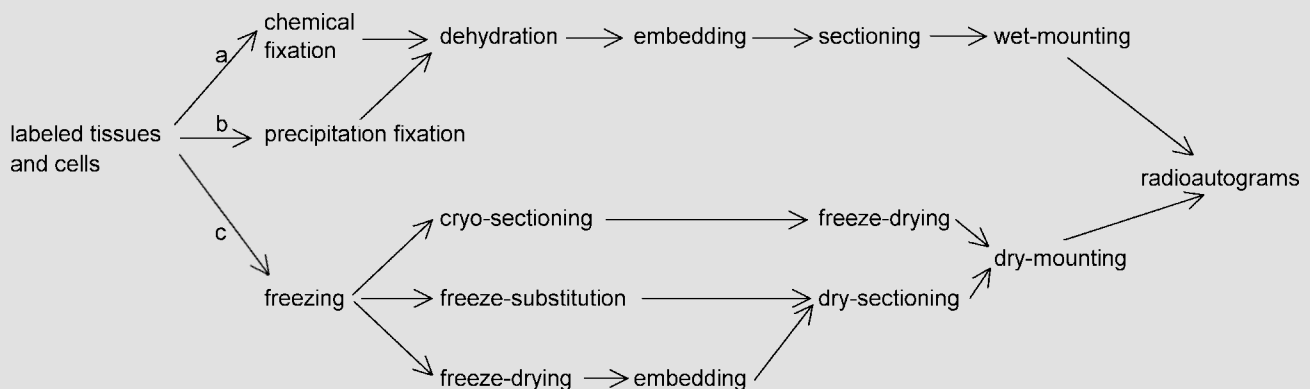 chemical
fixation
dehydration
embedding
sectioning
wet-mounting
a
labeled tissues
and cells
b
precipitation fixation
radioautograms
c
cryo-sectioning
freeze-drying
dry-mounting
freezing
freeze-substitution
dry-sectioning
freeze-drying
embedding